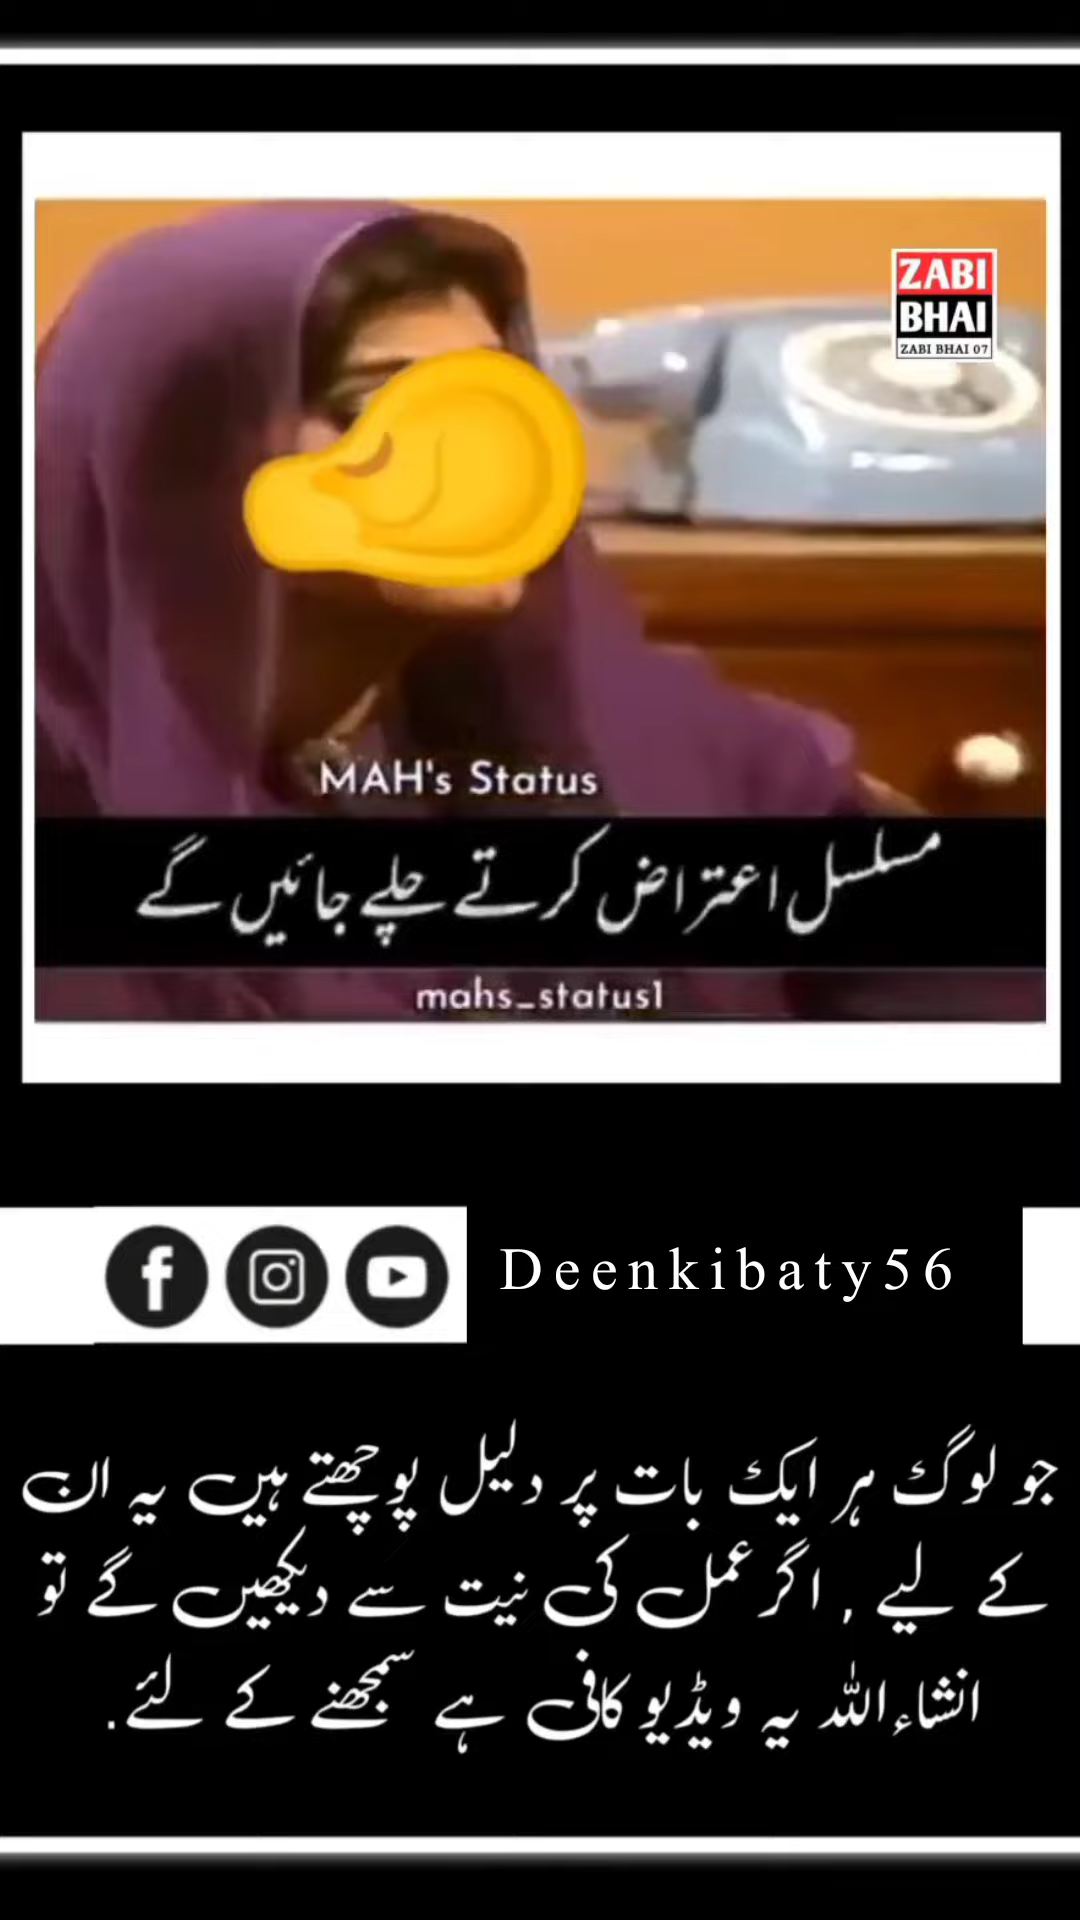 ZABI
BHAI
ZABI BHAI 07
MAH's Status
مسلسل اعتراض کرتے چلے جائیں گے
mahs_status1
Deenkibaty56
جو لوگ ہر ایک بات پر دلیل پوچھتے ہیں یہ ان
کے لیے , اگر عمل کی نیت سے دیکھیں گے تو
انشاءاللہ یہ ویڈیو کافی ہے سمجھنے کے لئے.